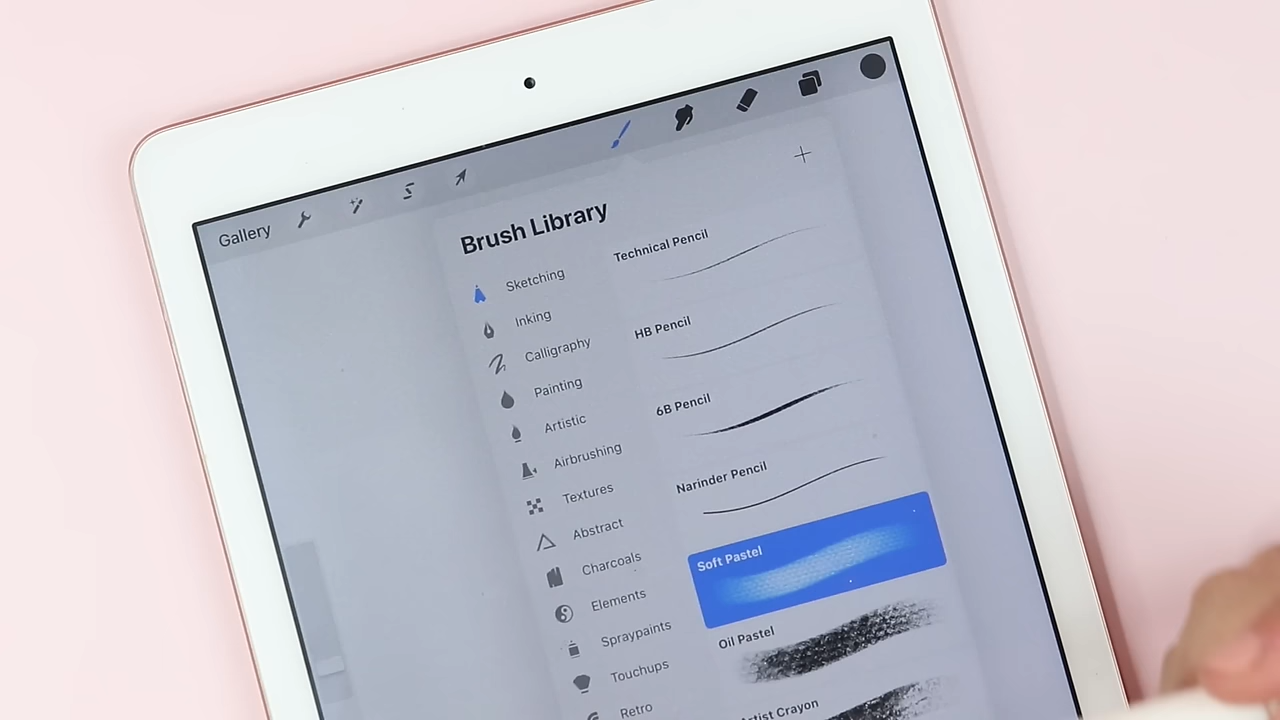 Gallery
Brush Library
Sketching
Inking
Calligraphy
Painting
Artistic
Airbrushing
Textures
Abstract
Charcoals
Elements
Spraypaints
Touchups
Retro
Technical Pencil
HB Pencil
6B Pencil
Narinder Pencil
Soft Pastel
Oil Pastel
Artist Crayon